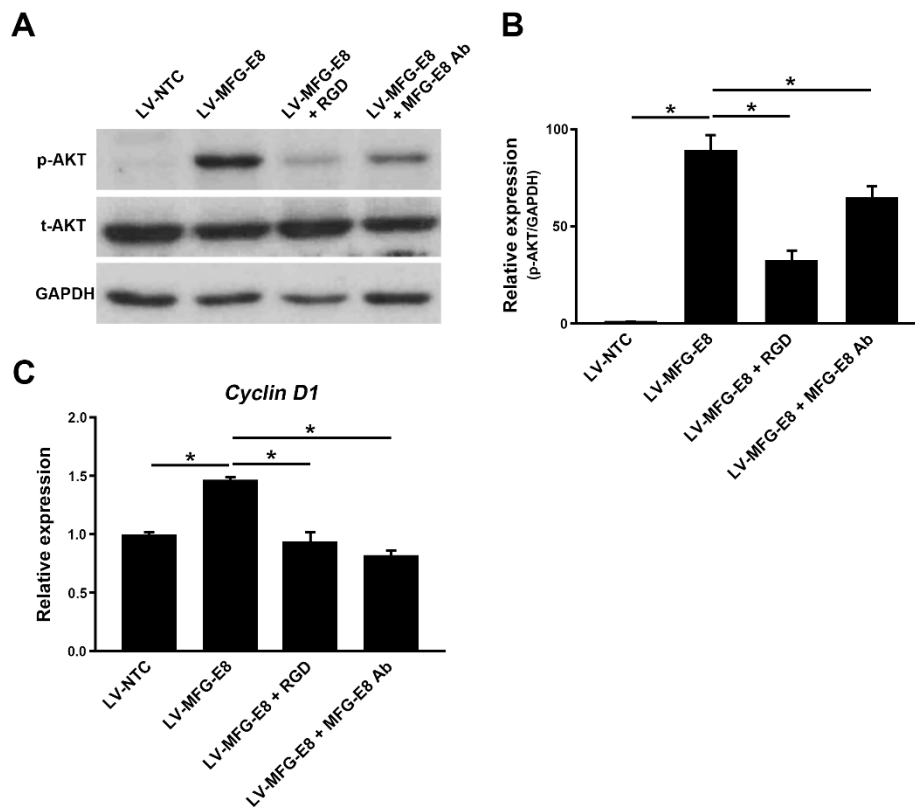 A
LV-NTC
LV-MFG-E8
LV-MFG-E8
+ RGD
LV-MFG-E8
+ MFG-E8 Ab
p-AKT
t-AKT
GAPDH
B
Relative expression
(p-AKT/GAPDH)
100
50
0
*
*
*
LV-NTC
LV-MFG-E8
LV-MFG-E8 + RGD
LV-MFG-E8 + MFG-E8 Ab
C
Cyclin D1
Relative expression
2.0
1.5
1.0
0.5
0.0
*
*
*
LV-NTC
LV-MFG-E8
LV-MFG-E8 + RGD
LV-MFG-E8 + MFG-E8 Ab